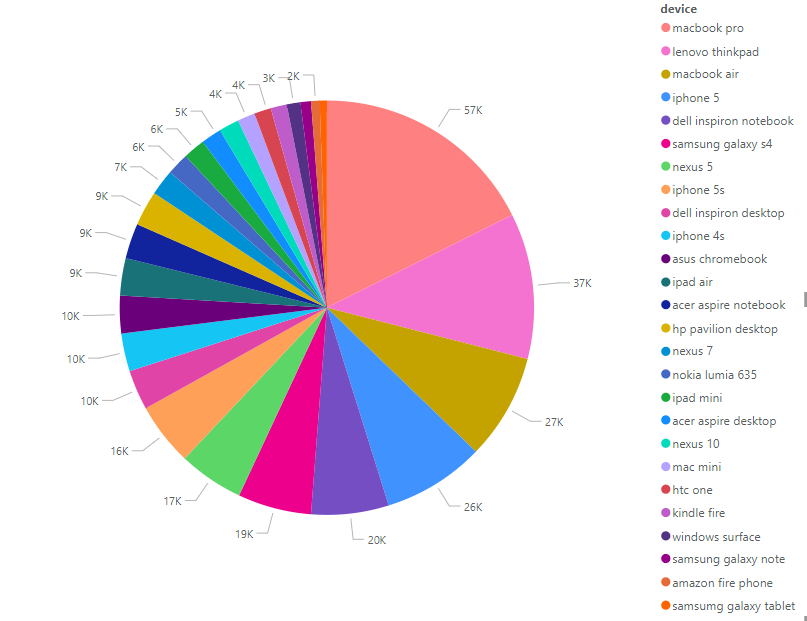 device
macbook pro
lenovo thinkpad
macbook air
iphone 5
dell inspiron notebook
samsung galaxy s4
nexus 5
iphone 5s
dell inspiron desktop
iphone 4s
asus chromebook
ipad air
acer aspire notebook
hp pavilion desktop
nexus 7
nokia lumia 635
ipad mini
acer aspire desktop
nexus 10
mac mini
htc one
kindle fire
windows surface
samsung galaxy note
amazon fire phone
samsumg galaxy tablet
57K
37K
27K
26K
20K
19K
17K
16K
10K
10K
10K
9K
9K
9K
7K
6K
6K
5K
4K
4K
3K
2K